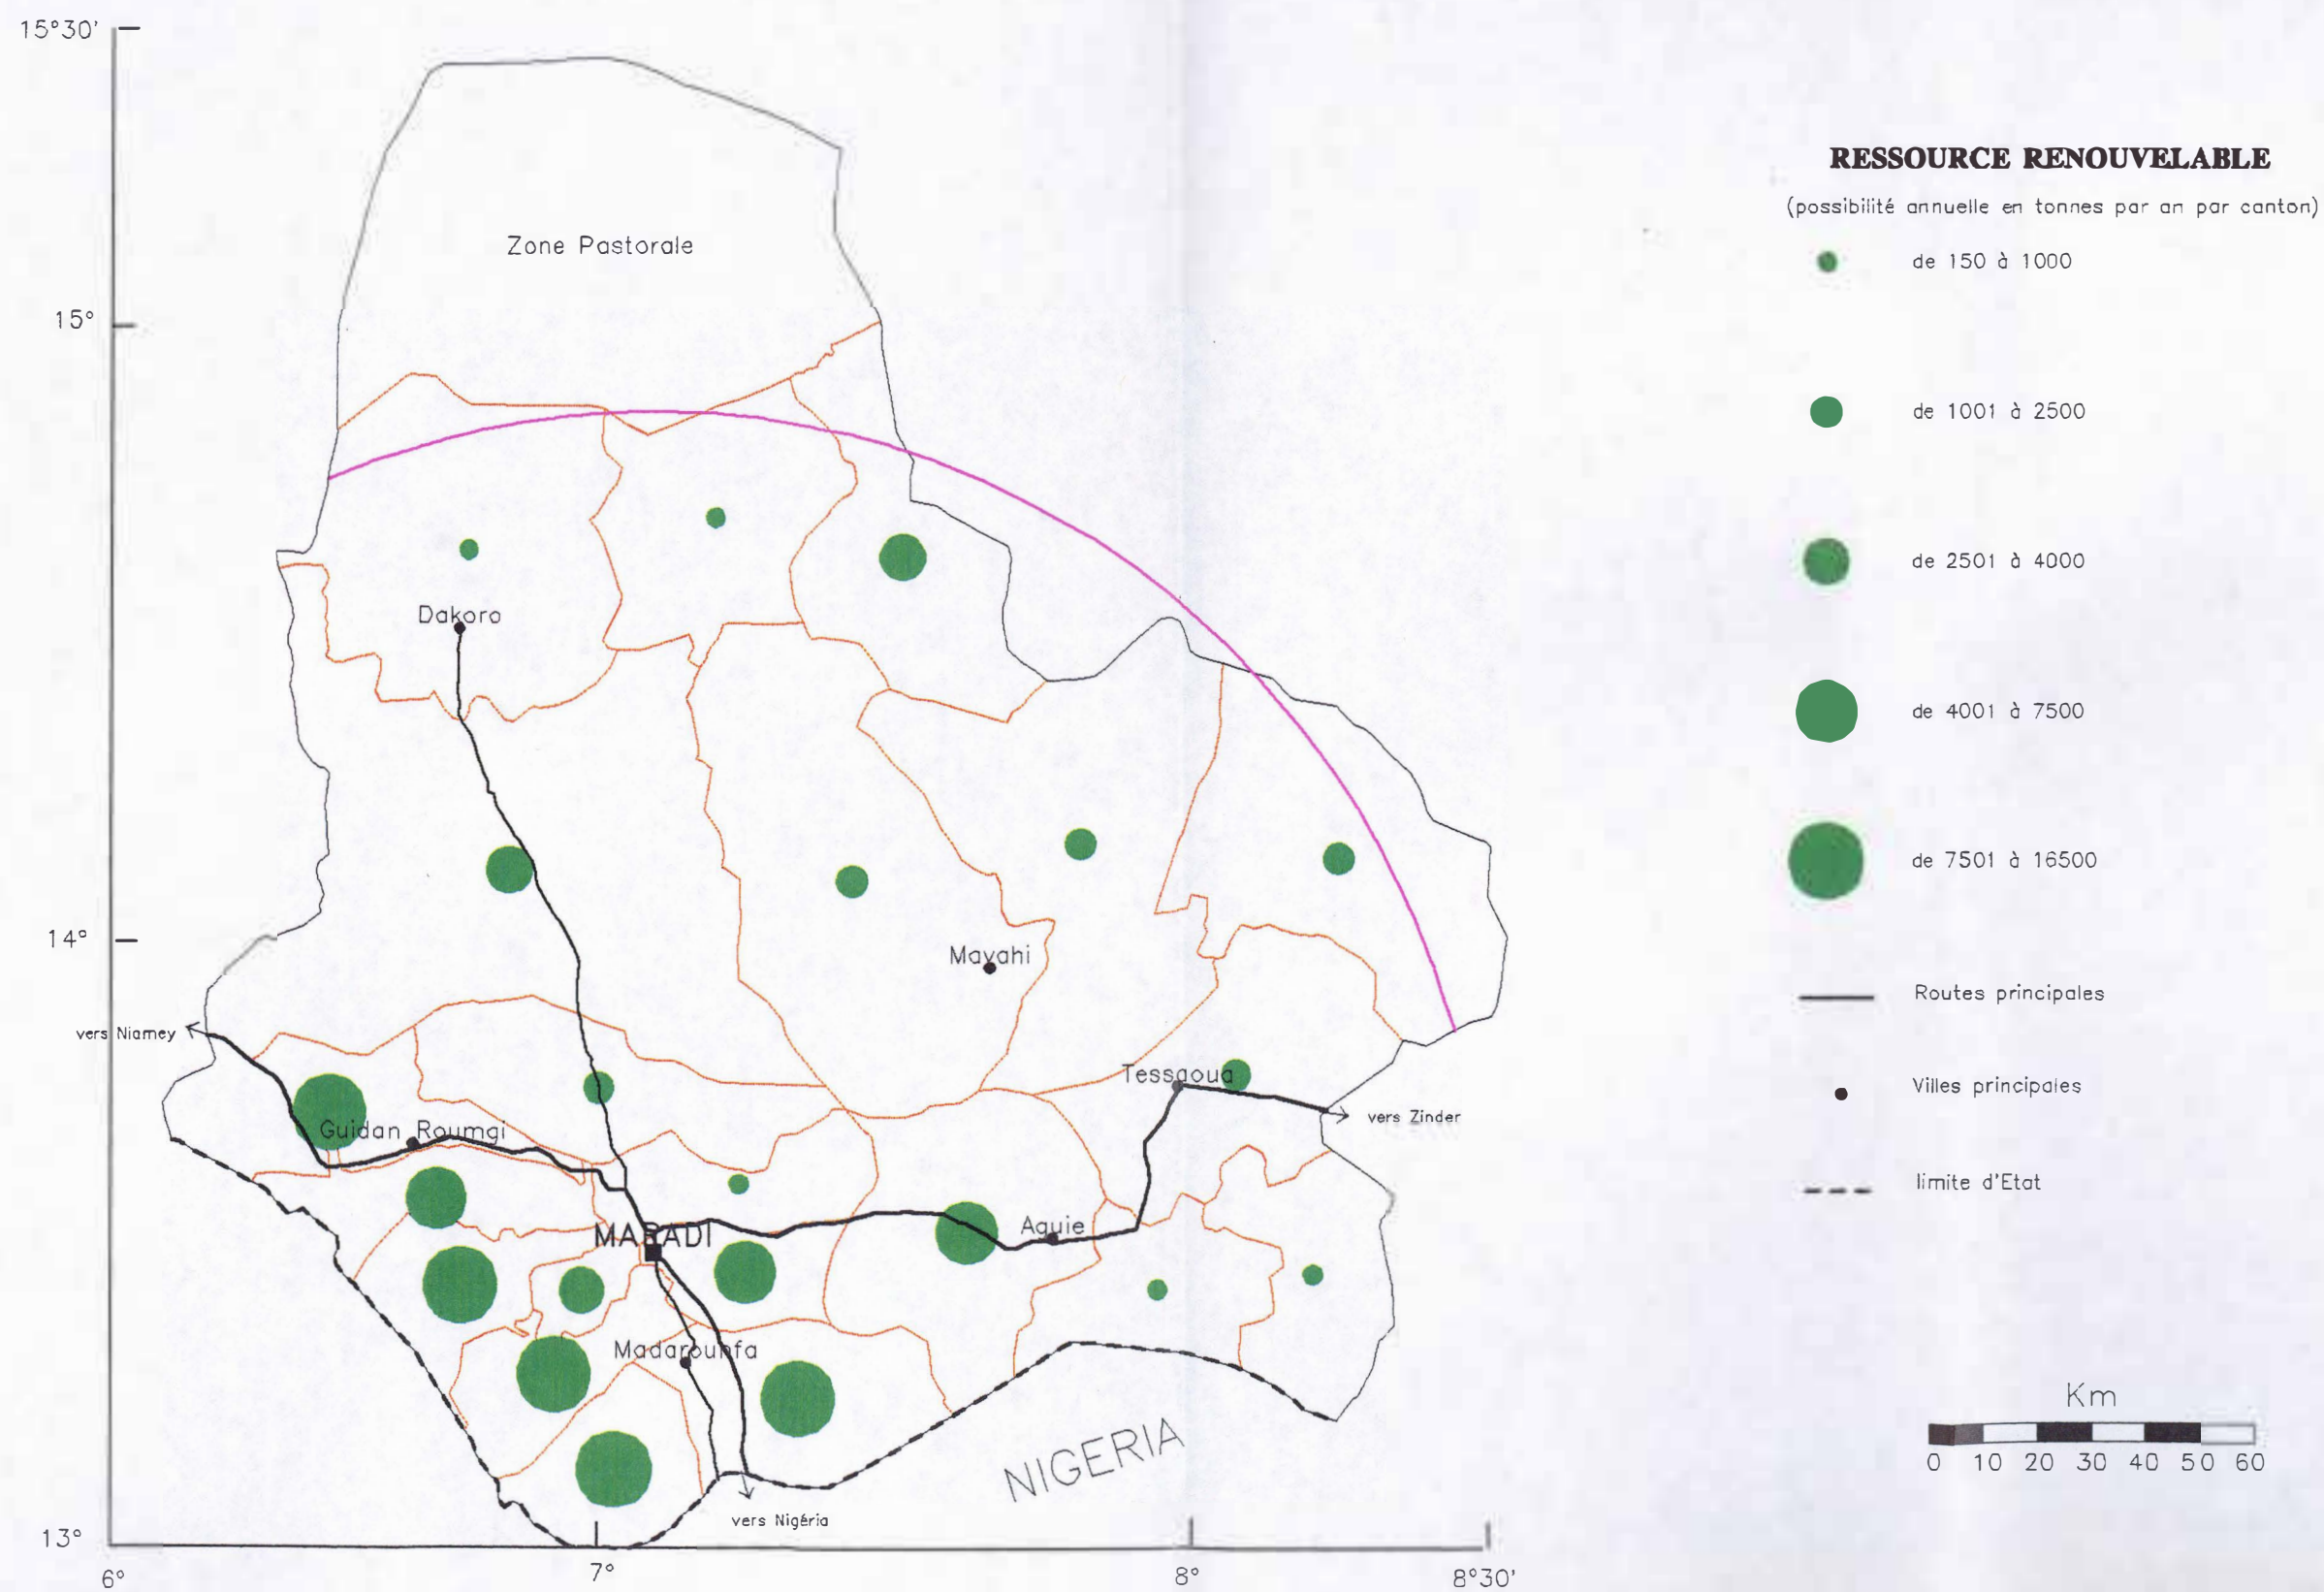 15°30'
15°
14°
13°
6°
7°
8°
8°30'
Zone Pastorale
Dakoro
Mayahi
vers Niamey
Tessaoua
vers Zinder
Guidan Roumgi
MARADI
Aguie
Madarounfa
NIGERIA
vers Nigéria
RESSOURCE RENOUVELABLE
(possibilité annuelle en tonnes par an par canton)
de 150 à 1000
de 1001 à 2500
de 2501 à 4000
de 4001 à 7500
de 7501 à 16500
Routes principales
Villes principales
limite d'Etat
Km
0 10 20 30 40 50 60